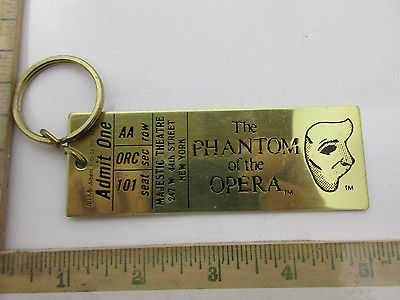 Admit One
AA row
ORC sec
101 seat
MAJESTIC THEATRE
247 W. 44th STREET
NEW YORK
The
PHANTOM
of the
OPERA TM
TM
1 2 3 4 5